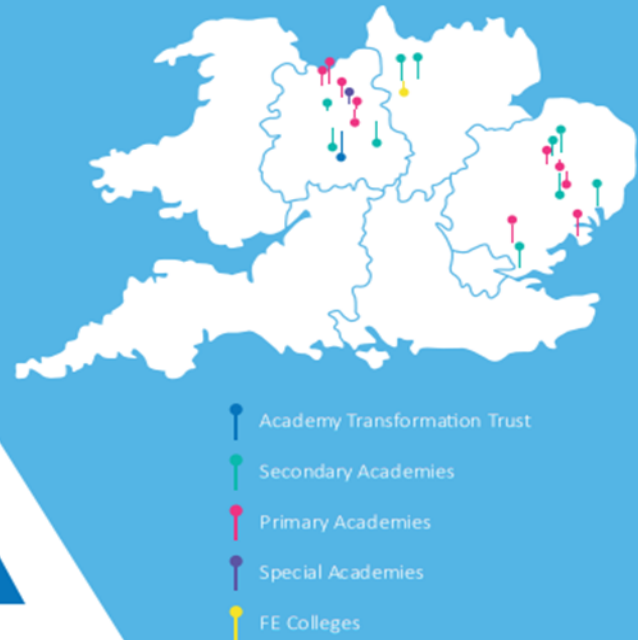 Academy Transformation Trust
Secondary Academies
Primary Academies
Special Academies
FE Colleges